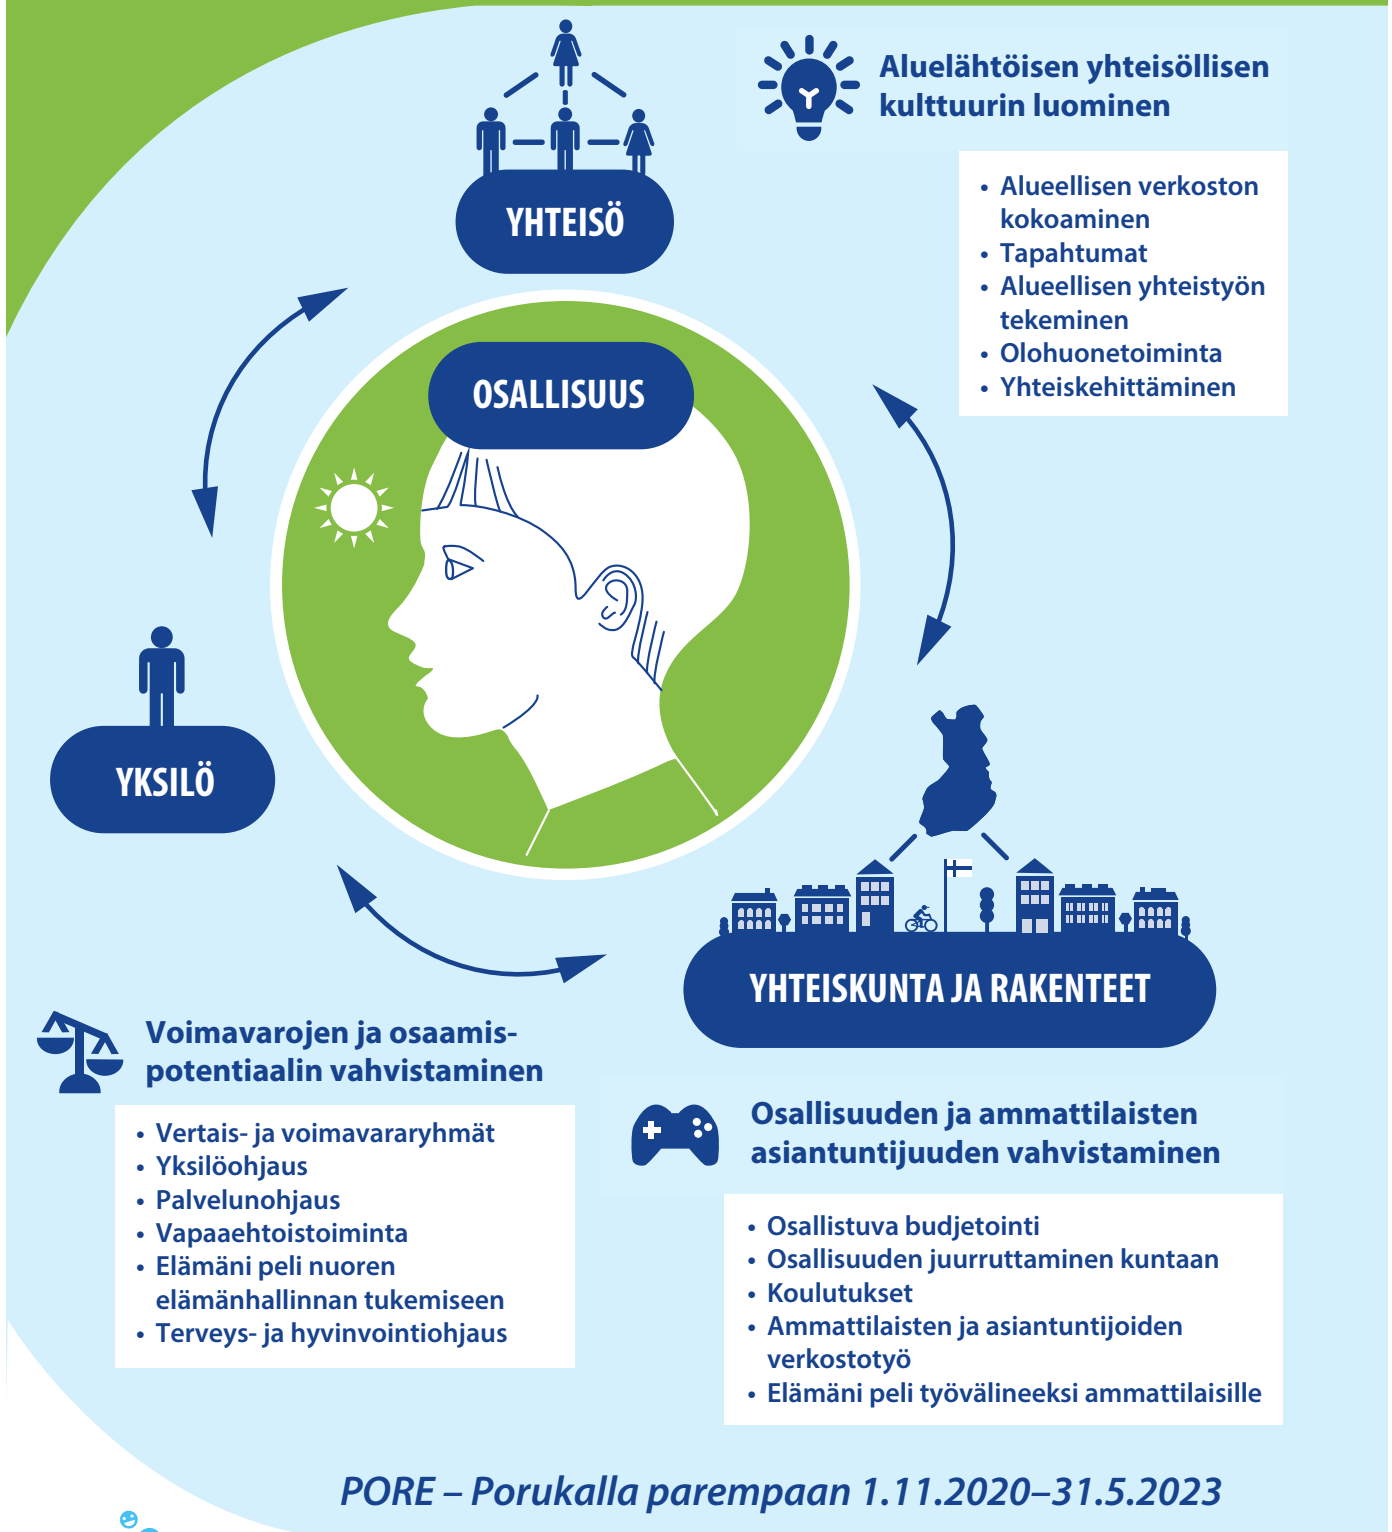 Aluelähtöisen yhteisöllisen
kulttuurin luominen
• Alueellisen verkoston
kokoaminen
• Tapahtumat
• Alueellisen yhteistyön
tekeminen
• Olohuonetoiminta
• Yhteiskehittäminen
YHTEISÖ
OSALLISUUS
YKSILÖ
YHTEISKUNTA JA RAKENTEET
Voimavarojen ja osaamis-
potentiaalin vahvistaminen
• Vertais- ja voimavararyhmät
• Yksilöohjaus
• Palvelunohjaus
• Vapaaehtoistoiminta
• Elämäni peli nuoren
elämänhallinnan tukemiseen
• Terveys- ja hyvinvointiohjaus
Osallisuuden ja ammattilaisten
asiantuntijuuden vahvistaminen
• Osallistuva budjetointi
• Osallisuuden juurruttaminen kuntaan
• Koulutukset
• Ammattilaisten ja asiantuntijoiden
verkostotyö
• Elämäni peli työvälineeksi ammattilaisille
PORE – Porukalla parempaan 1.11.2020–31.5.2023